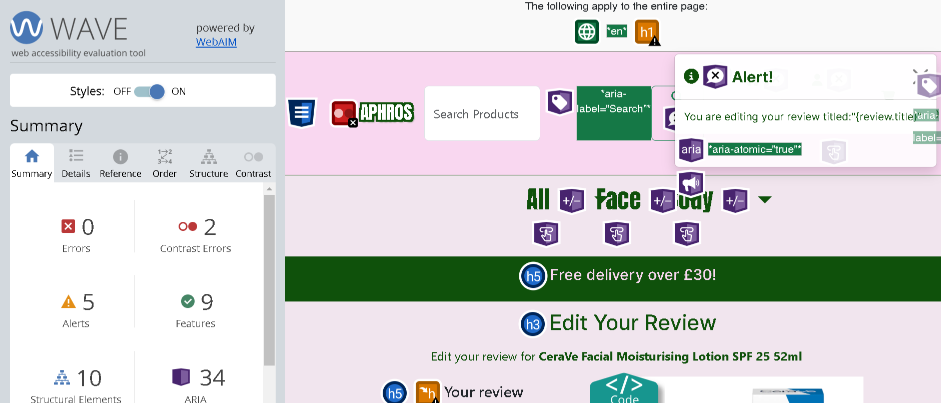 WAVE
powered by
WebAIM
web accessibility evaluation tool
Styles: OFF ON
Summary
Summary Details Reference Order Structure Contrast
0
Errors
2
Contrast Errors
5
Alerts
9
Features
10
Structural Elements
34
ARIA
The following apply to the entire page:
*en* h1
APHROS
Search Products
*aria-
label="Search"*
Alert!
You are editing your review titled:"{review.title
*aria-
label=
aria *aria-atomic="true"*
All +/- Face +/- Body +/-
h5 Free delivery over £30!
h3 Edit Your Review
Edit your review for CeraVe Facial Moisturising Lotion SPF 25 52ml
h5 h Your review
</>
Code